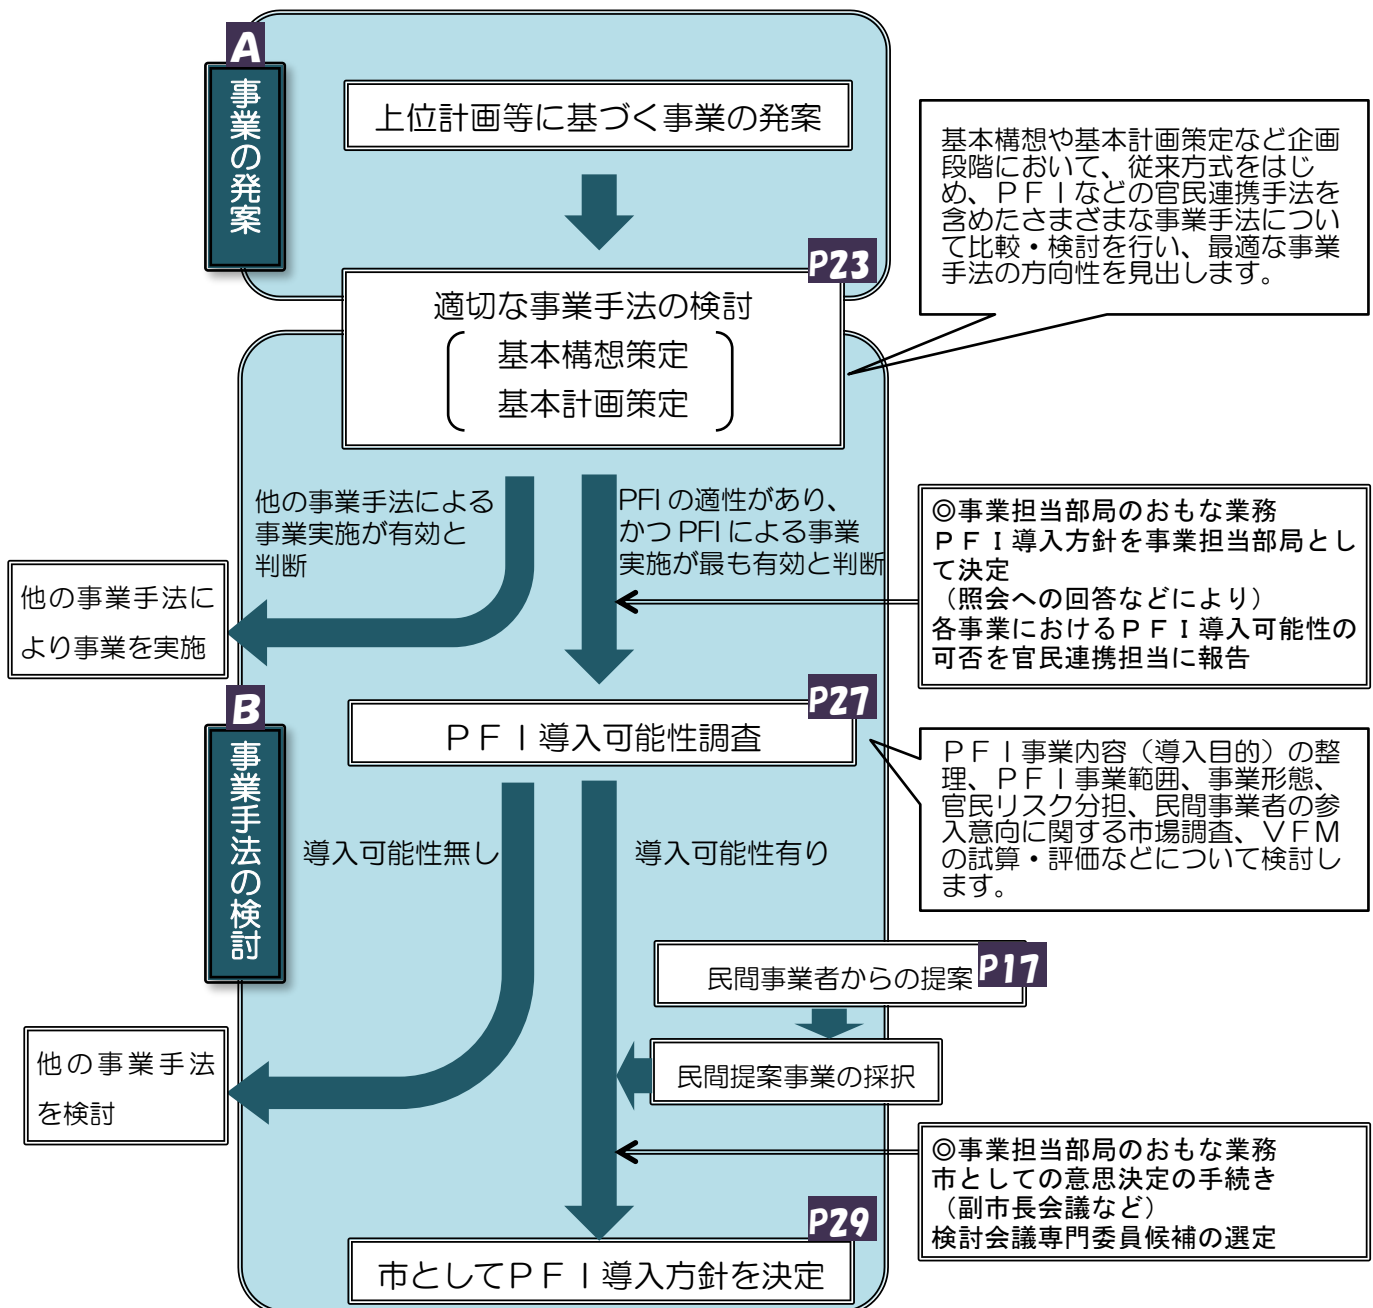 A
事業の発案
上位計画等に基づく事業の発案
基本構想や基本計画策定など企画
段階において、従来方式をはじ
め、ＰＦＩなどの官民連携手法を
含めたさまざまな事業手法につい
て比較・検討を行い、最適な事業
手法の方向性を見出します。
P23
適切な事業手法の検討
基本構想策定
基本計画策定
他の事業手法による
事業実施が有効と
判断
PFIの適性があり、
かつPFIによる事業
実施が最も有効と判断
◎事業担当部局のおもな業務
ＰＦＩ導入方針を事業担当部局とし
て決定
（照会への回答などにより）
各事業におけるＰＦＩ導入可能性の
可否を官民連携担当に報告
他の事業手法に
より事業を実施
B
事業手法の検討
P27
ＰＦＩ導入可能性調査
ＰＦＩ事業内容（導入目的）の整
理、ＰＦＩ事業範囲、事業形態、
官民リスク分担、民間事業者の参
入意向に関する市場調査、ＶＦＭ
の試算・評価などについて検討し
ます。
導入可能性無し
導入可能性有り
民間事業者からの提案
P17
民間提案事業の採択
他の事業手法
を検討
◎事業担当部局のおもな業務
市としての意思決定の手続き
（副市長会議など）
検討会議専門委員候補の選定
P29
市としてＰＦＩ導入方針を決定